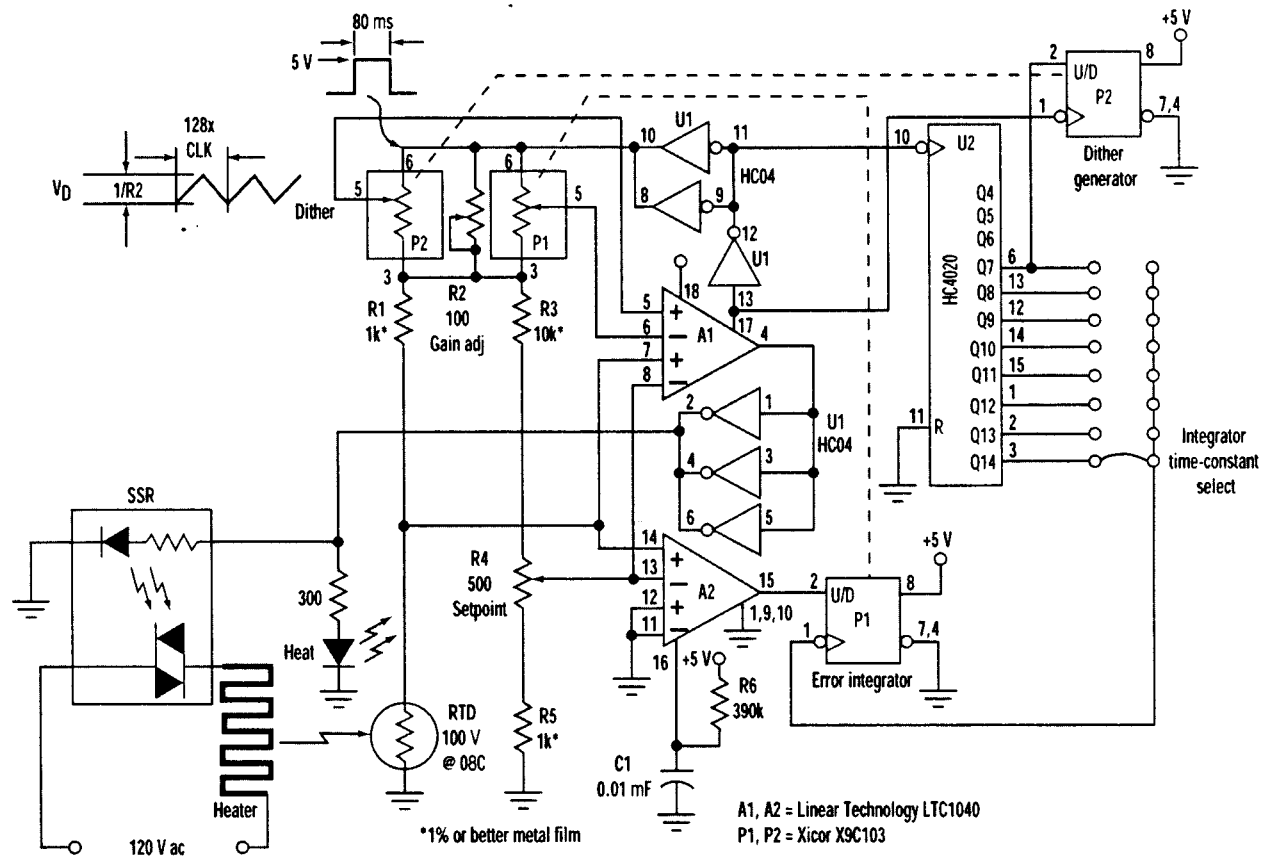 80 ms
5 V
128x
CLK
VD
1/R2
Dither
5
6
P2
3
6
5
P1
3
R1
1k*
R2
100
Gain adj
R3
10k*
U1
10
11
HC04
8
9
12
U1
13
18
17
5
6
7
8
+
−
+
−
A1
4
2
1
4
3
6
5
U1
HC04
+5 V
2
U/D
P2
8
1
7,4
Dither
generator
10
U2
HC4020
11
R
Q4
Q5
Q6
Q7
6
Q8
13
Q9
12
Q10
14
Q11
15
Q12
1
Q13
2
Q14
3
Integrator
time-constant
select
SSR
300
Heat
Heater
120 V ac
RTD
100 V
@ 08C
R4
500
Setpoint
R5
1k*
14
13
12
11
+
−
+
−
A2
15
1,9,10
16
+5 V
R6
390k
C1
0.01 mF
+5 V
2
U/D
P1
8
1
7,4
Error integrator
*1% or better metal film
A1, A2 = Linear Technology LTC1040
P1, P2 = Xicor X9C103